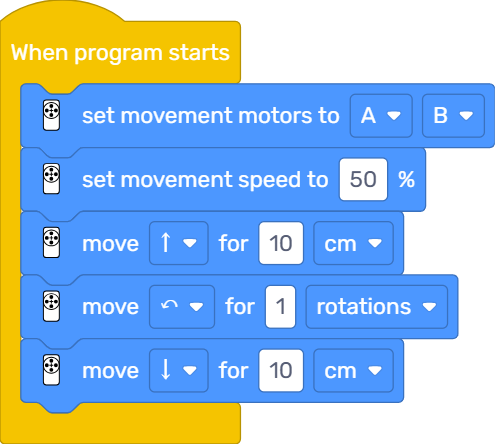 When program starts
set movement motors to A B
set movement speed to 50 %
move ↑ for 10 cm
move ↶ for 1 rotations
move ↓ for 10 cm